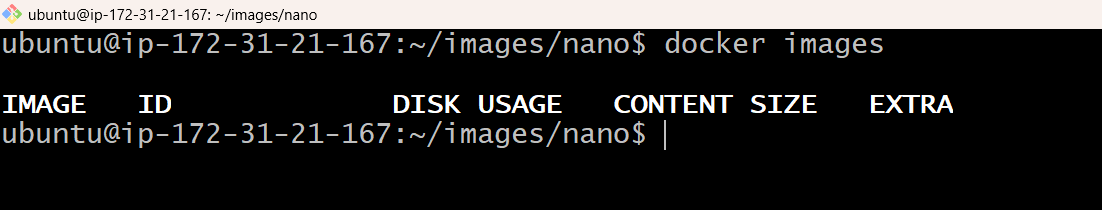 ubuntu@ip-172-31-21-167: ~/images/nano
ubuntu@ip-172-31-21-167:~/images/nano$ docker images
IMAGE   ID             DISK USAGE   CONTENT SIZE   EXTRA
ubuntu@ip-172-31-21-167:~/images/nano$